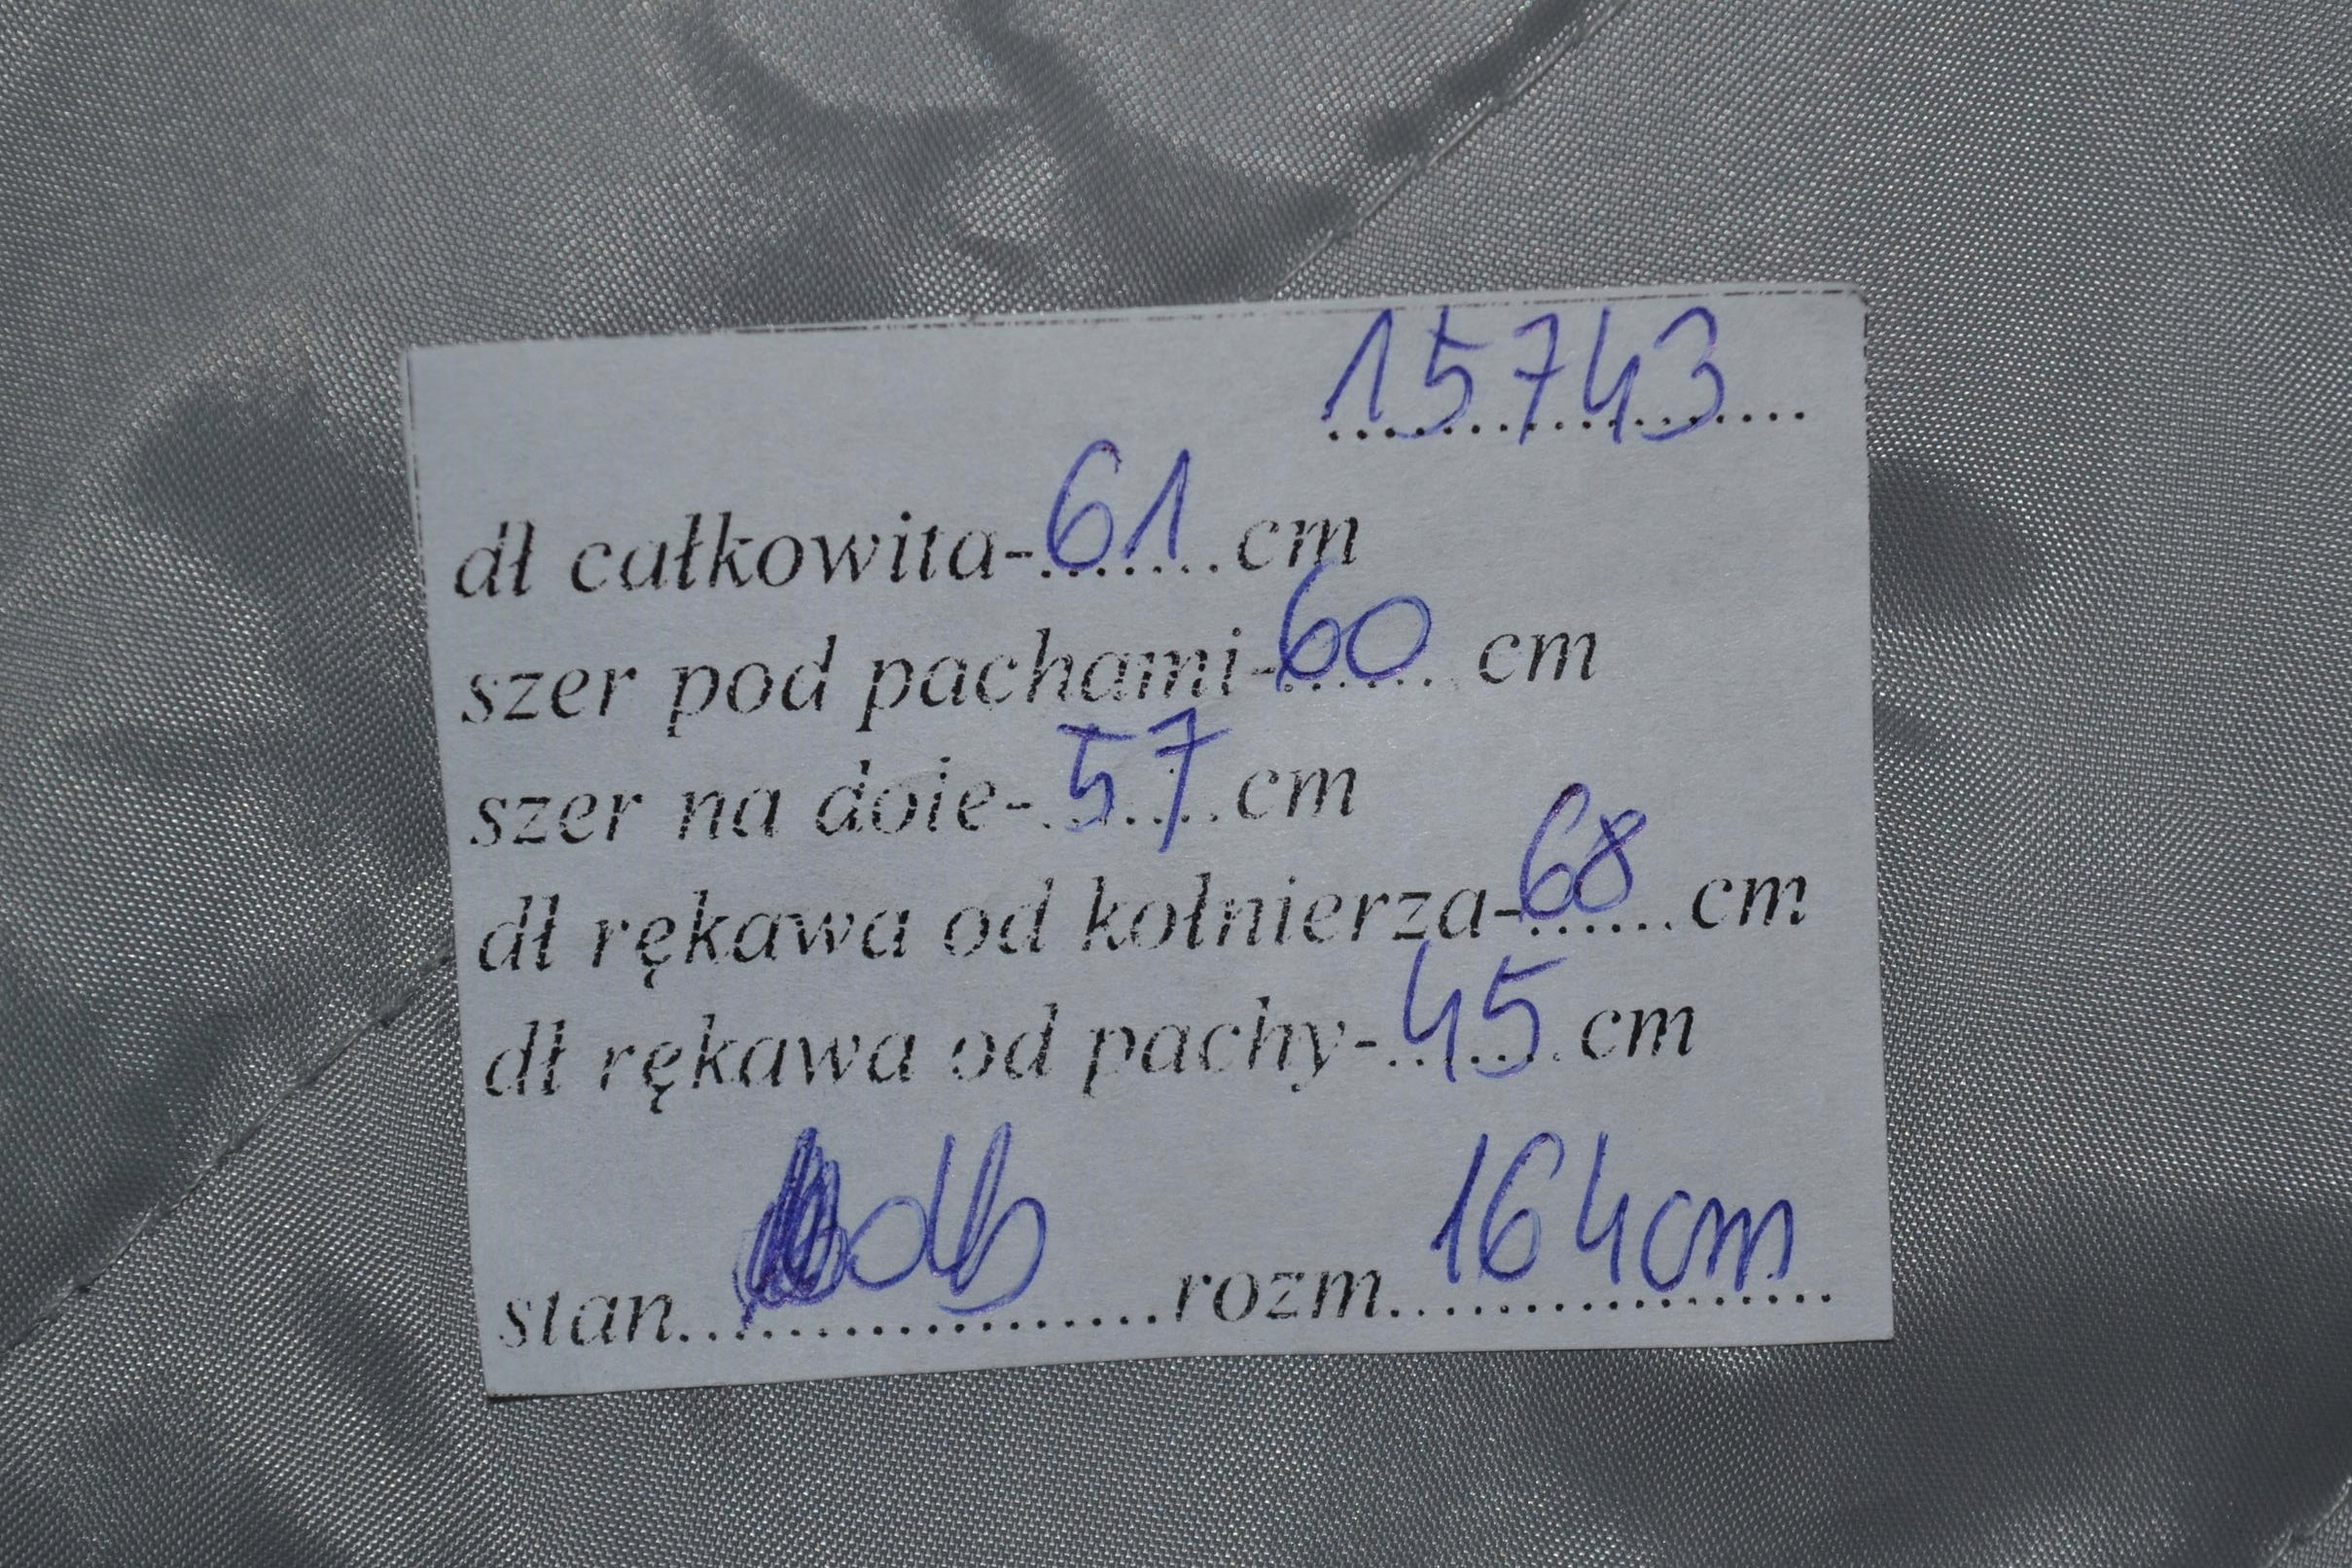 15743
dł całkowita-61 cm
szer pod pachami-60 cm
szer na dole-57 cm
dł rękawa od kołnierza-68 cm
dł rękawa od pachy-45 cm
stan db rozm 164cm